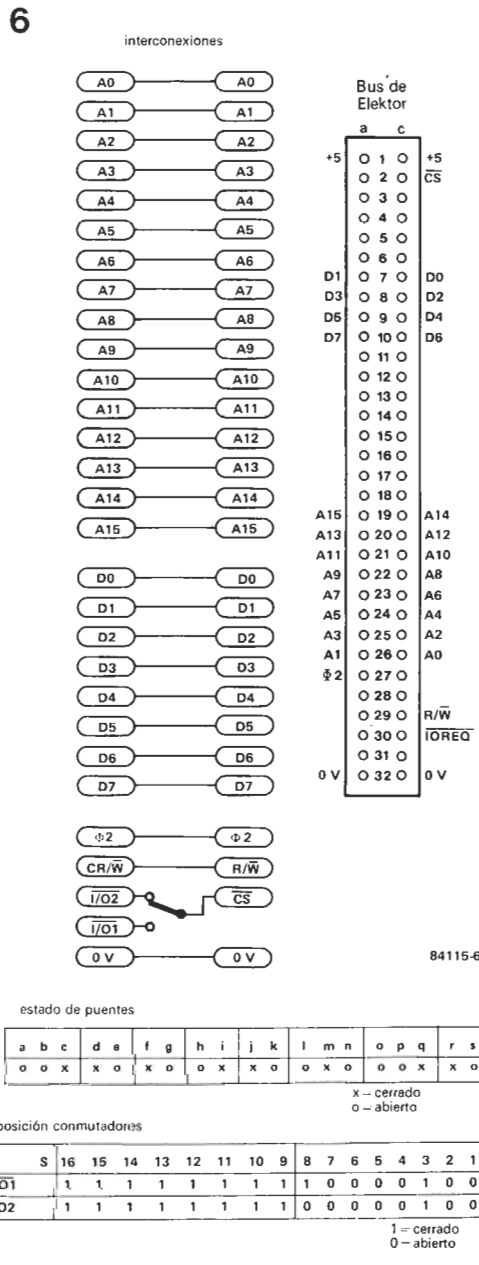 6
interconexiones
A0 A0
A1 A1
A2 A2
A3 A3
A4 A4
A5 A5
A6 A6
A7 A7
A8 A8
A9 A9
A10 A10
A11 A11
A12 A12
A13 A13
A14 A14
A15 A15
D0 D0
D1 D1
D2 D2
D3 D3
D4 D4
D5 D5
D6 D6
D7 D7
Φ2 Φ2
CR/W̅ R/W̅
I/O2 CS
I/O1
0 V 0 V
Bus de
Elektor
a c
+5 1 +5
2 CS
3
4
5
6
D1 7 D0
D3 8 D2
D5 9 D4
D7 10 D6
11
12
13
14
15
16
17
18
A15 19 A14
A13 20 A12
A11 21 A10
A9 22 A8
A7 23 A6
A5 24 A4
A3 25 A2
A1 26 A0
Φ2 27
28
29 R/W̅
30 IOREQ
31
0 V 32 0 V
84115-6
estado de puentes
a b c d e f g h i j k l m n o p q r s
o o x x o x o o x x o o x o o o x x o
x – cerrado
o – abierto
posición conmutadores
S 16 15 14 13 12 11 10 9 8 7 6 5 4 3 2 1
O1 1 1 1 1 1 1 1 1 1 0 0 0 0 1 0 0
O2 1 1 1 1 1 1 1 1 0 0 0 0 0 1 0 0
1 = cerrado
0 – abierto